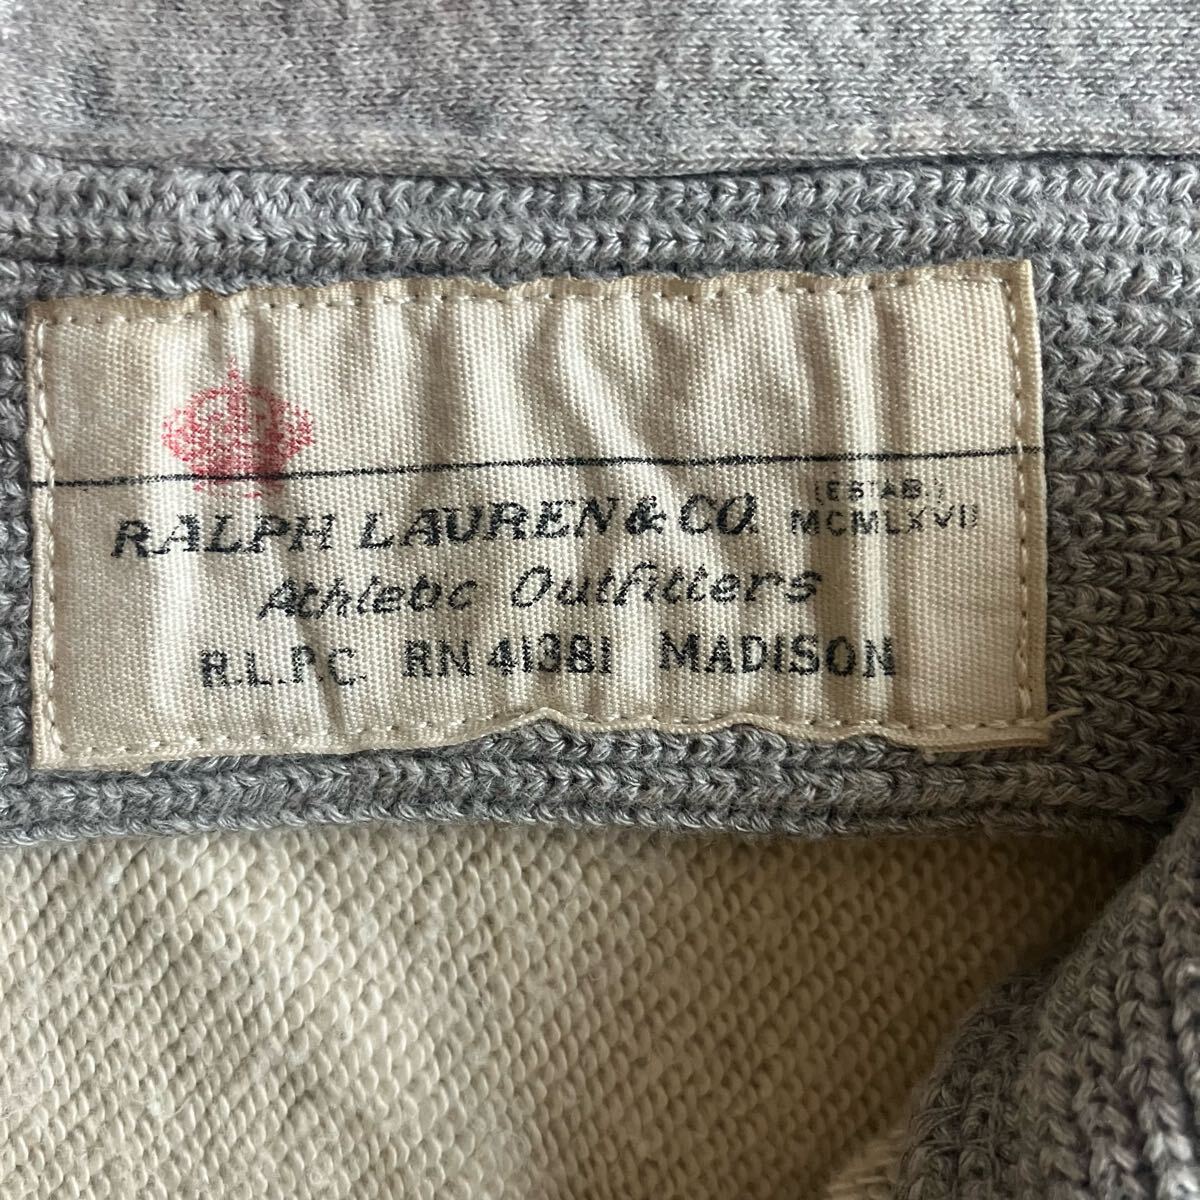 RALPH LAUREN & CO. (ESTAB.) MCMLXVII
Athletic Outfitters
R.L.P.C. RN 41381 MADISON